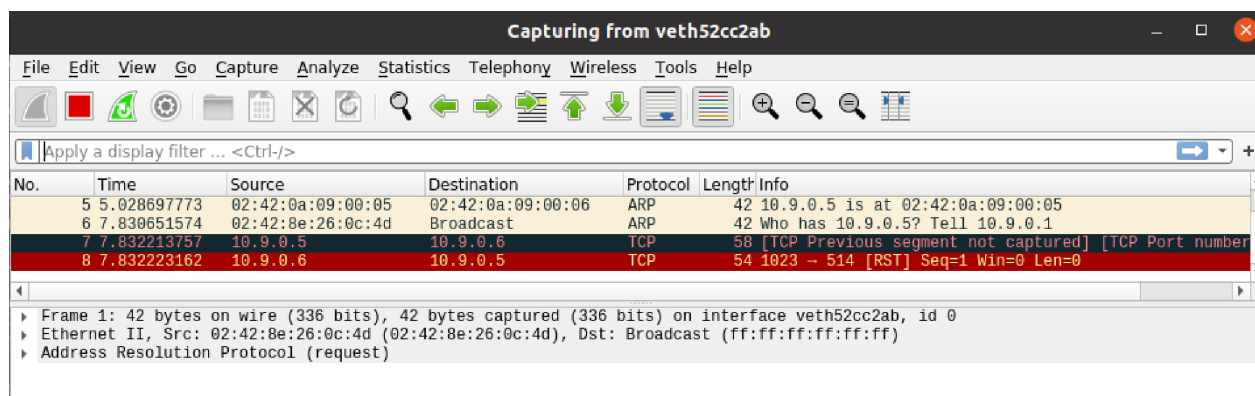 Capturing from veth52cc2ab
File Edit View Go Capture Analyze Statistics Telephony Wireless Tools Help
Apply a display filter ... <Ctrl-/>
No. Time Source Destination Protocol Length Info
5 5.028697773 02:42:0a:09:00:05 02:42:0a:09:00:06 ARP 42 10.9.0.5 is at 02:42:0a:09:00:05
6 7.830651574 02:42:8e:26:0c:4d Broadcast ARP 42 Who has 10.9.0.5? Tell 10.9.0.1
7 7.832213757 10.9.0.5 10.9.0.6 TCP 58 [TCP Previous segment not captured] [TCP Port number
8 7.832223162 10.9.0.6 10.9.0.5 TCP 54 1023 → 514 [RST] Seq=1 Win=0 Len=0
Frame 1: 42 bytes on wire (336 bits), 42 bytes captured (336 bits) on interface veth52cc2ab, id 0
Ethernet II, Src: 02:42:8e:26:0c:4d (02:42:8e:26:0c:4d), Dst: Broadcast (ff:ff:ff:ff:ff:ff)
Address Resolution Protocol (request)